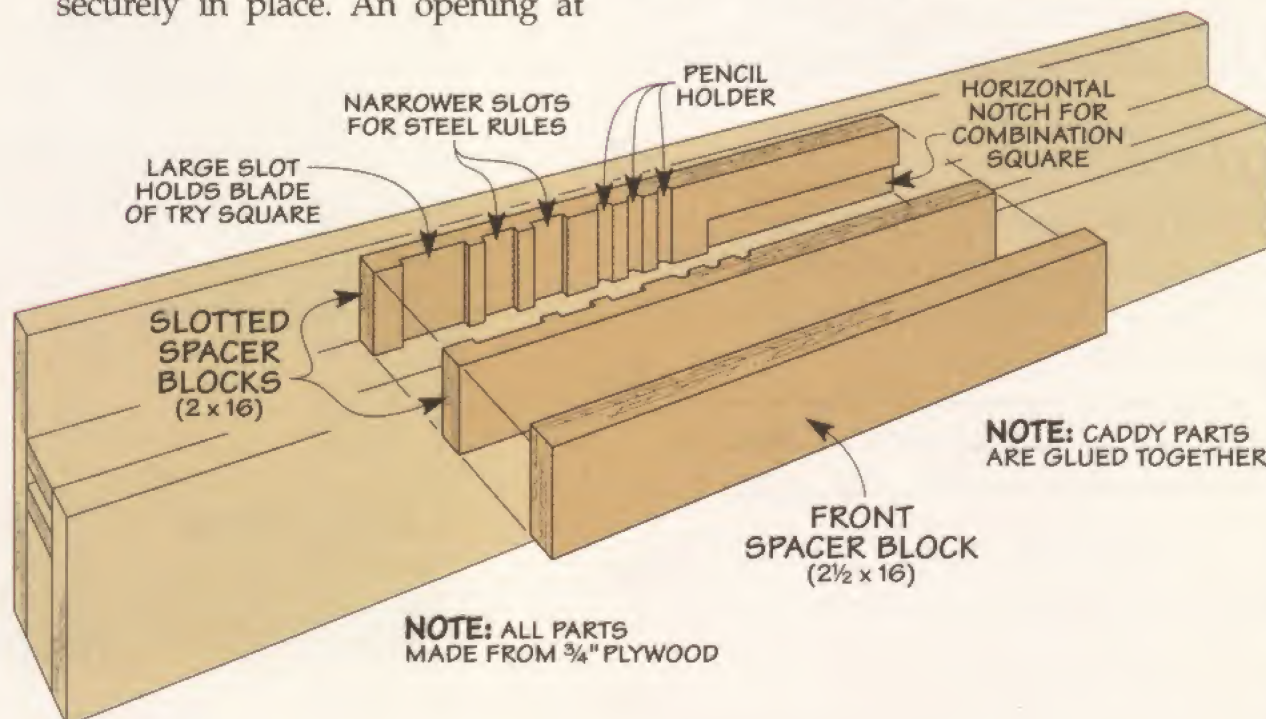 securely in place. An opening at
PENCIL
HOLDER
NARROWER SLOTS
FOR STEEL RULES
HORIZONTAL
NOTCH FOR
COMBINATION
SQUARE
LARGE SLOT
HOLDS BLADE
OF TRY SQUARE
SLOTTED
SPACER
BLOCKS
(2 x 16)
NOTE: CADDY PARTS
ARE GLUED TOGETHER
FRONT
SPACER BLOCK
(2½ x 16)
NOTE: ALL PARTS
MADE FROM ¾" PLYWOOD